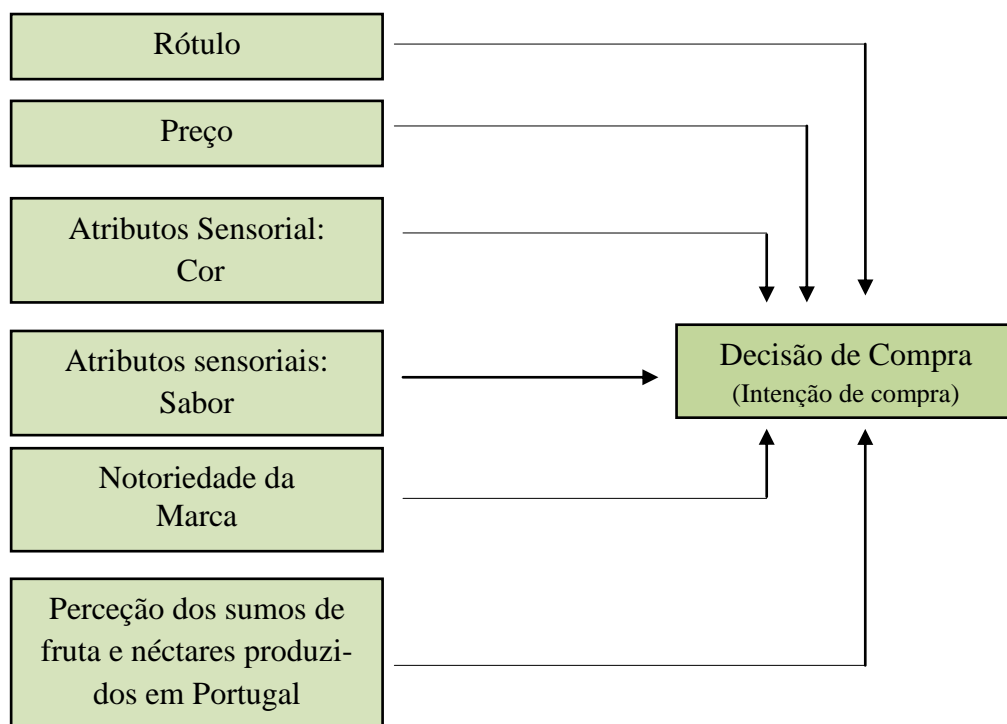 Rótulo
Preço
Atributos Sensorial:
Cor
Atributos sensoriais:
Sabor
Decisão de Compra
(Intenção de compra)
Notoriedade da
Marca
Perceção dos sumos de
fruta e néctares produzi-
dos em Portugal